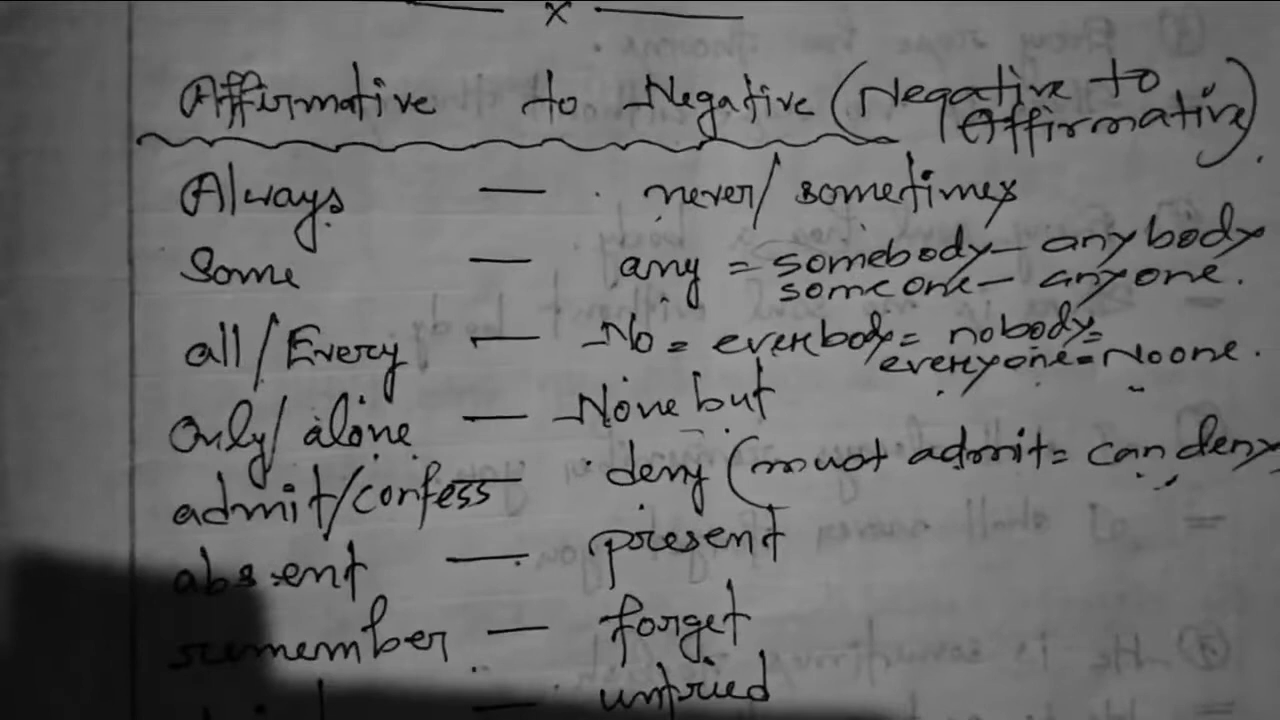 x
Affirmative to Negative (Negative to
Affirmative)
Always — never/sometimes
Some — any = somebody — anybody
someone — anyone.
all/Every — No = everbody = nobody =
everyone = No one.
Only/alone — None but
admit/confess — deny (must admit = can deny
absent — present
remember — forget
— untried